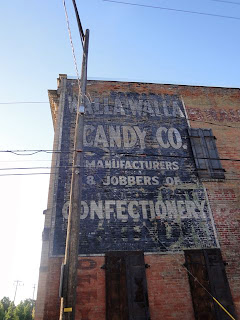 WALLA WALLA
CANDY CO.
MANUFACTURERS
& JOBBERS OF
CONFECTIONERY